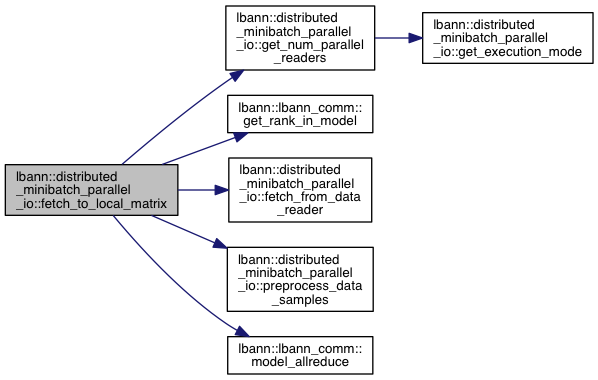 lbann::distributed
_minibatch_parallel
_io::fetch_to_local_matrix
lbann::distributed
_minibatch_parallel
_io::get_num_parallel
_readers
lbann::distributed
_minibatch_parallel
_io::get_execution_mode
lbann::lbann_comm::
get_rank_in_model
lbann::distributed
_minibatch_parallel
_io::fetch_from_data
_reader
lbann::distributed
_minibatch_parallel
_io::preprocess_data
_samples
lbann::lbann_comm::
model_allreduce